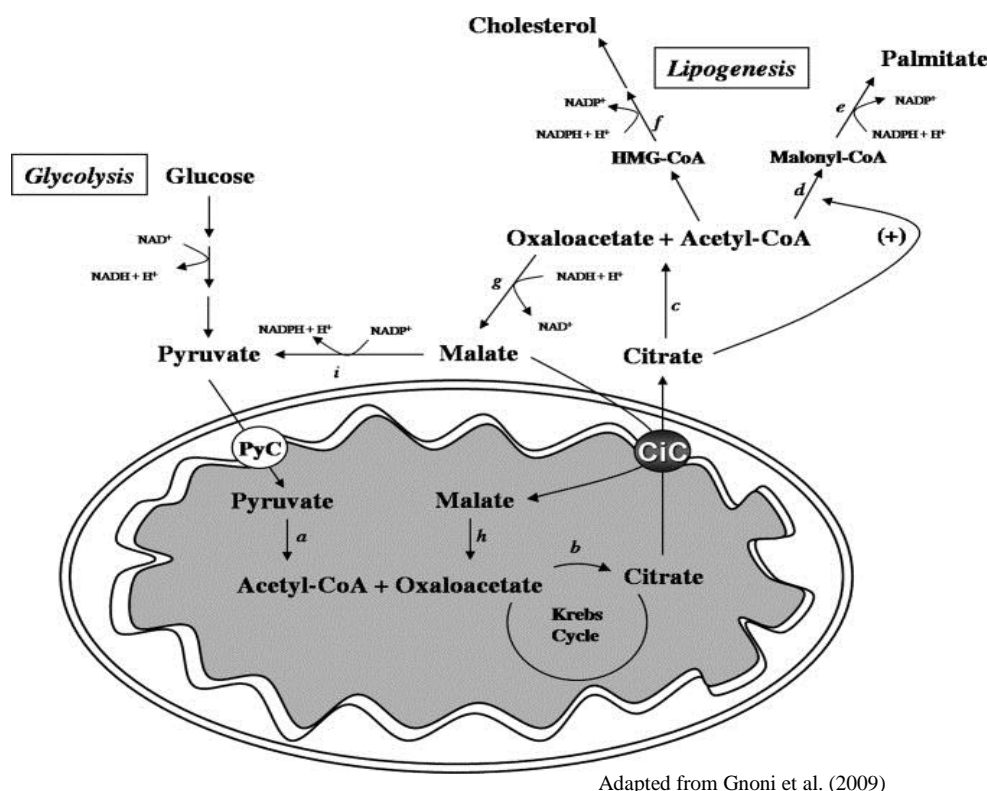 Cholesterol
Lipogenesis
Palmitate
NADP⁺
NADPH + H⁺
f
e
NADP⁺
NADPH + H⁺
HMG-CoA
Malonyl-CoA
Glycolysis
Glucose
d
NAD⁺
NADH + H⁺
Oxaloacetate + Acetyl-CoA
(+)
g
NADH + H⁺
NAD⁺
c
NADPH + H⁺
NADP⁺
Pyruvate
i
Malate
Citrate
PyC
CiC
Pyruvate
Malate
a
h
b
Acetyl-CoA + Oxaloacetate
Citrate
Krebs
Cycle
Adapted from Gnoni et al. (2009)